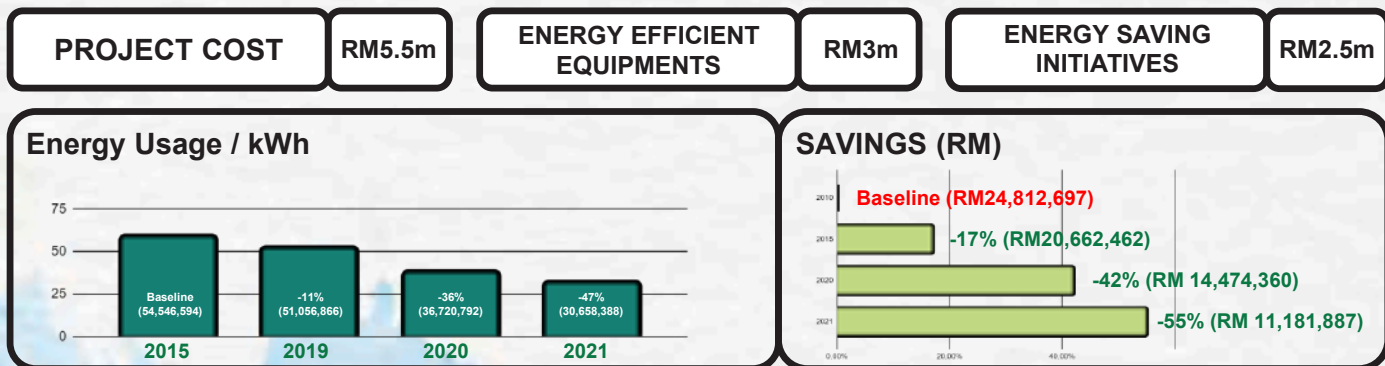 PROJECT COST
RM5.5m
ENERGY EFFICIENT
EQUIPMENTS
RM3m
ENERGY SAVING
INITIATIVES
RM2.5m
Energy Usage / kWh
75
50
25
0
Baseline
(54,546,594)
-11%
(51,056,866)
-36%
(36,720,792)
-47%
(30,658,388)
2015
2019
2020
2021
SAVINGS (RM)
2010
Baseline (RM24,812,697)
2015
-17% (RM20,662,462)
2020
-42% (RM 14,474,360)
2021
-55% (RM 11,181,887)
0.00%
20.00%
40.00%